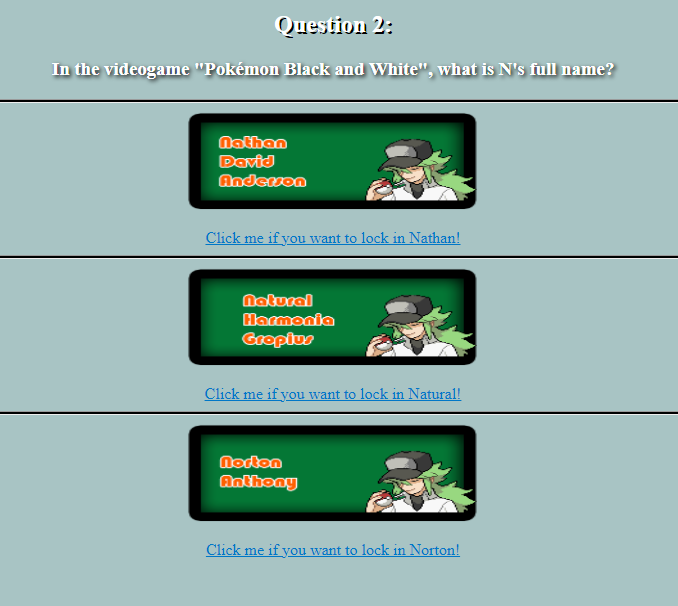 Question 2:
In the videogame "Pokémon Black and White", what is N's full name?
Nathan
David
Anderson
Click me if you want to lock in Nathan!
Natural
Harmonia
Gropius
Click me if you want to lock in Natural!
Norton
Anthony
Click me if you want to lock in Norton!